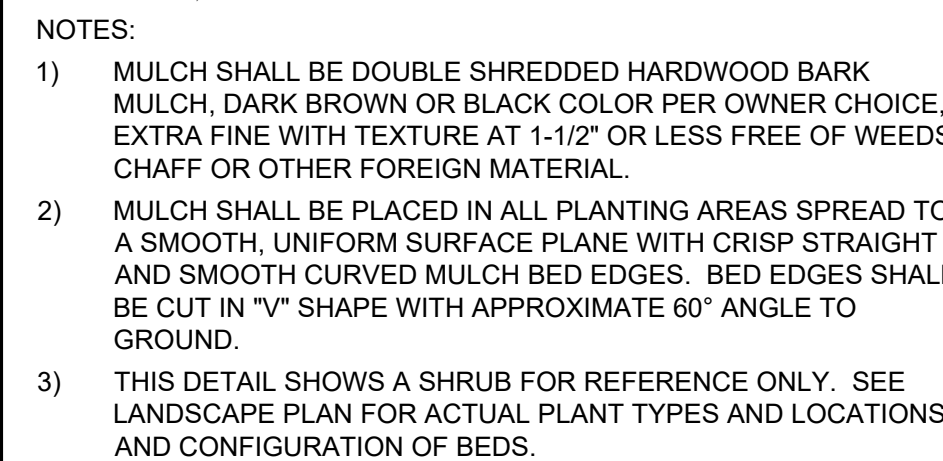 NOTES:
1) MULCH SHALL BE DOUBLE SHREDDED HARDWOOD BARK
MULCH, DARK BROWN OR BLACK COLOR PER OWNER CHOICE,
EXTRA FINE WITH TEXTURE AT 1-1/2" OR LESS FREE OF WEEDS
CHAFF OR OTHER FOREIGN MATERIAL.
2) MULCH SHALL BE PLACED IN ALL PLANTING AREAS SPREAD TO
A SMOOTH, UNIFORM SURFACE PLANE WITH CRISP STRAIGHT
AND SMOOTH CURVED MULCH BED EDGES. BED EDGES SHALL
BE CUT IN "V" SHAPE WITH APPROXIMATE 60° ANGLE TO
GROUND.
3) THIS DETAIL SHOWS A SHRUB FOR REFERENCE ONLY. SEE
LANDSCAPE PLAN FOR ACTUAL PLANT TYPES AND LOCATIONS
AND CONFIGURATION OF BEDS.